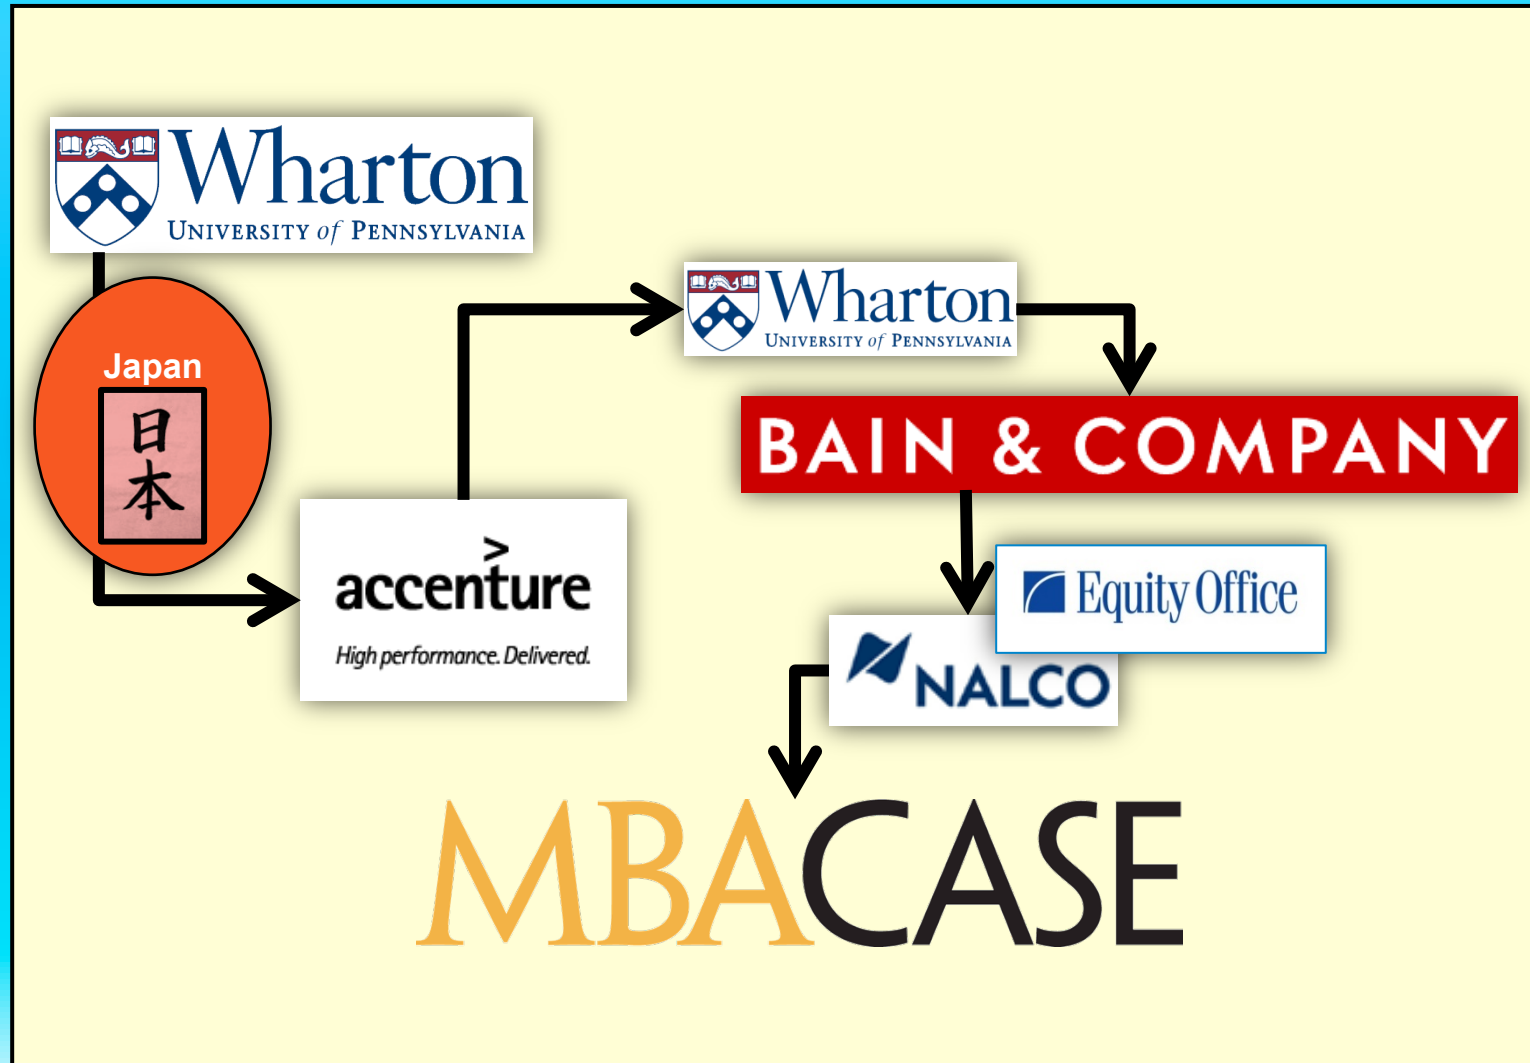 Wharton
UNIVERSITY of PENNSYLVANIA
Japan
日本
accenture
>
High performance. Delivered.
Wharton
UNIVERSITY of PENNSYLVANIA
BAIN & COMPANY
Equity Office
NALCO
MBACASE